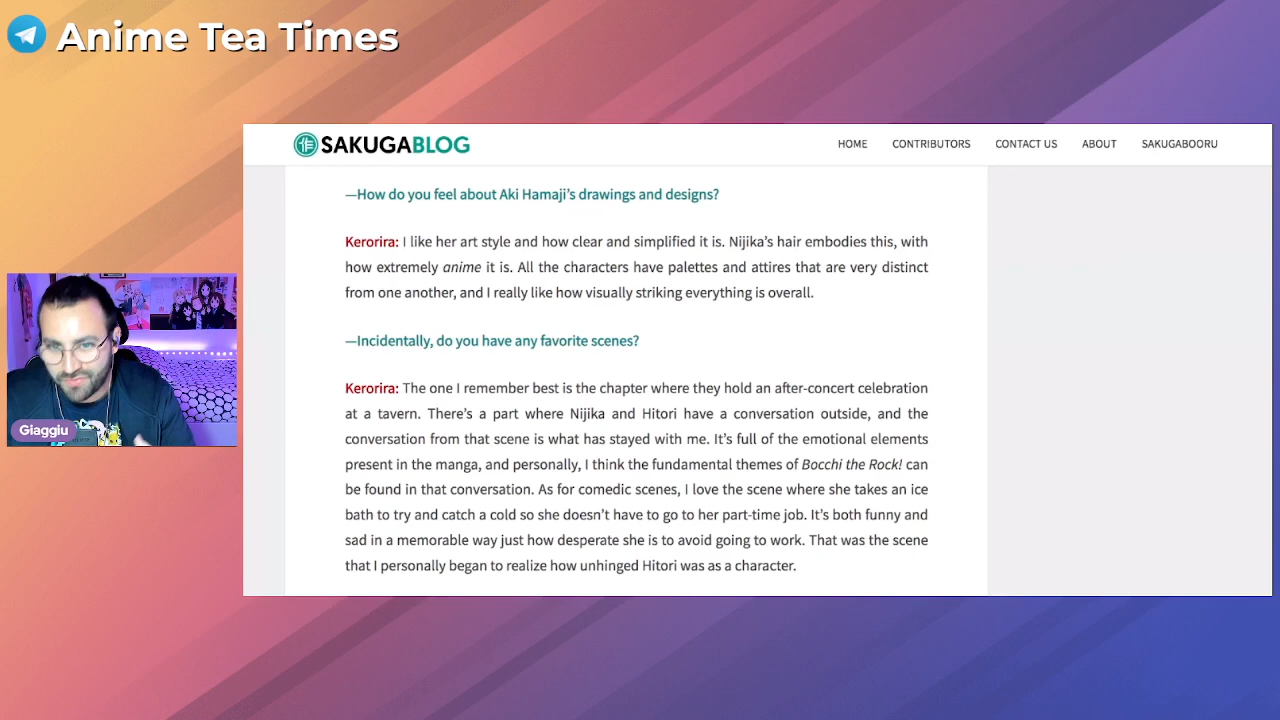 Anime Tea Times
SAKUGABLOG
HOME CONTRIBUTORS CONTACT US ABOUT SAKUGABOORU
—How do you feel about Aki Hamaji’s drawings and designs?
Kerorira: I like her art style and how clear and simplified it is. Nijika’s hair embodies this, with
how extremely anime it is. All the characters have palettes and attires that are very distinct
from one another, and I really like how visually striking everything is overall.
—Incidentally, do you have any favorite scenes?
Kerorira: The one I remember best is the chapter where they hold an after-concert celebration
at a tavern. There’s a part where Nijika and Hitori have a conversation outside, and the
conversation from that scene is what has stayed with me. It’s full of the emotional elements
present in the manga, and personally, I think the fundamental themes of Bocchi the Rock! can
be found in that conversation. As for comedic scenes, I love the scene where she takes an ice
bath to try and catch a cold so she doesn’t have to go to her part-time job. It’s both funny and
sad in a memorable way just how desperate she is to avoid going to work. That was the scene
that I personally began to realize how unhinged Hitori was as a character.
Giaggiu